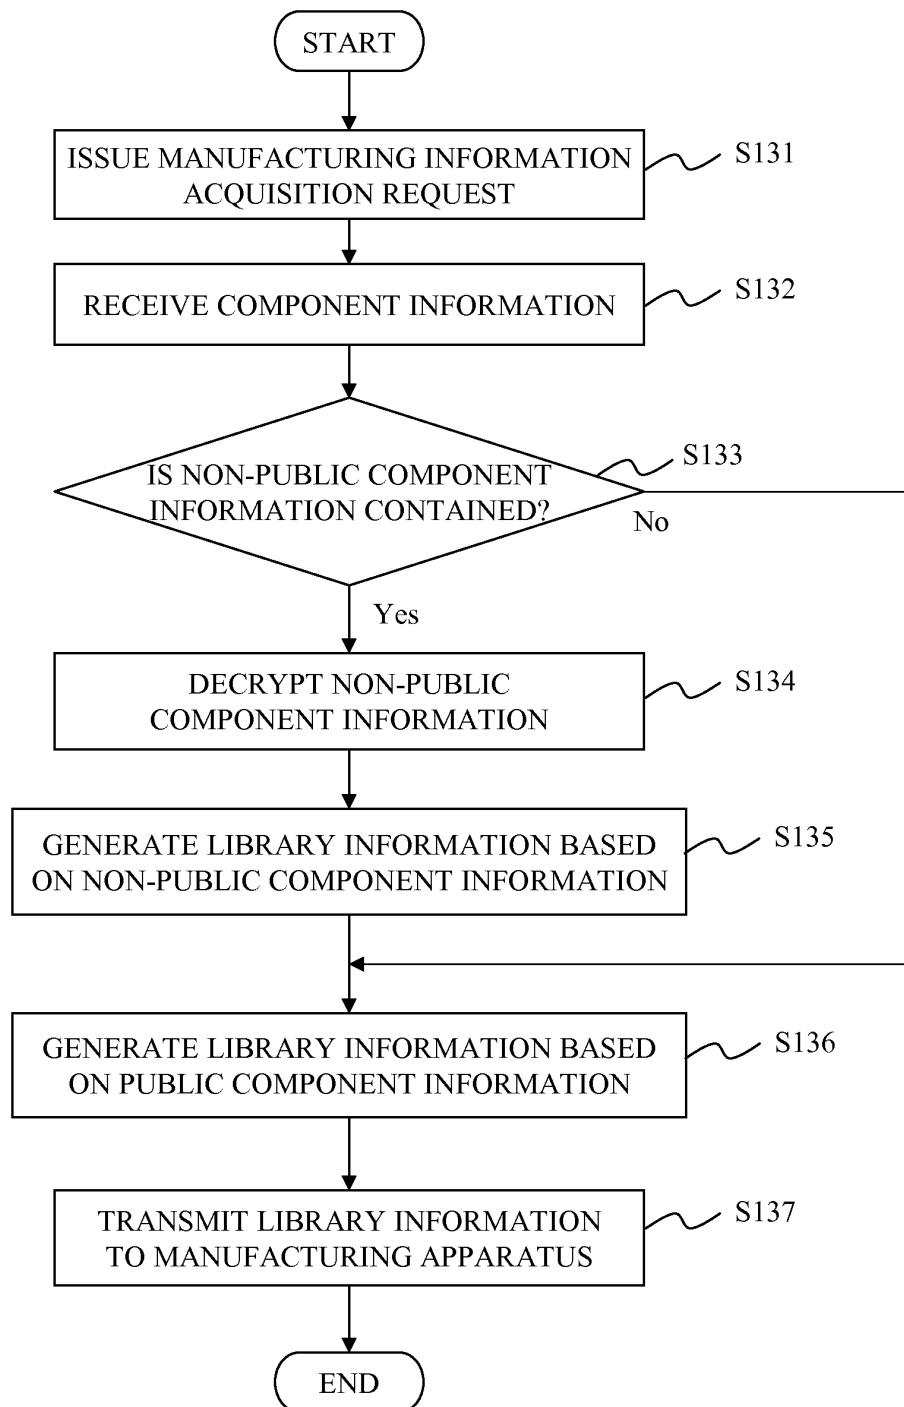 START
ISSUE MANUFACTURING INFORMATION
ACQUISITION REQUEST
S131
RECEIVE COMPONENT INFORMATION
S132
IS NON-PUBLIC COMPONENT
INFORMATION CONTAINED?
S133
No
Yes
DECRYPT NON-PUBLIC
COMPONENT INFORMATION
S134
GENERATE LIBRARY INFORMATION BASED
ON NON-PUBLIC COMPONENT INFORMATION
S135
GENERATE LIBRARY INFORMATION BASED
ON PUBLIC COMPONENT INFORMATION
S136
TRANSMIT LIBRARY INFORMATION
TO MANUFACTURING APPARATUS
S137
END